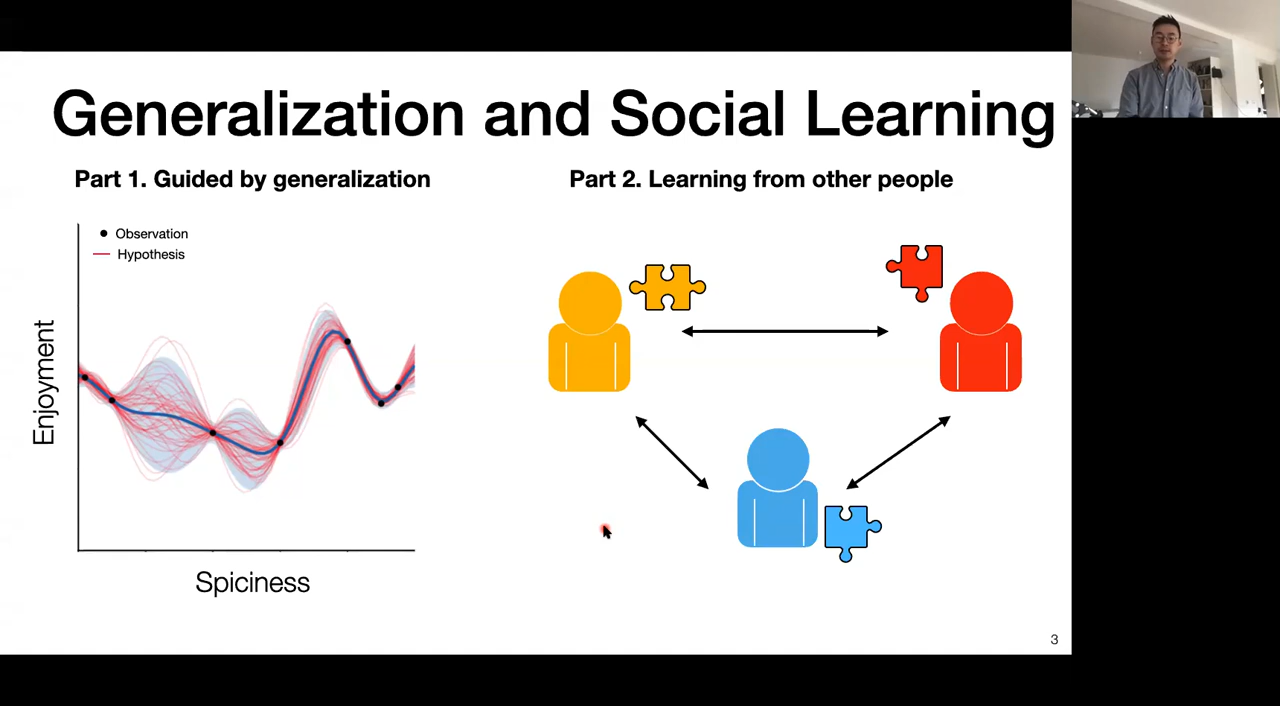 Generalization and Social Learning
Part 1. Guided by generalization
Observation
Hypothesis
Enjoyment
Spiciness
Part 2. Learning from other people
3